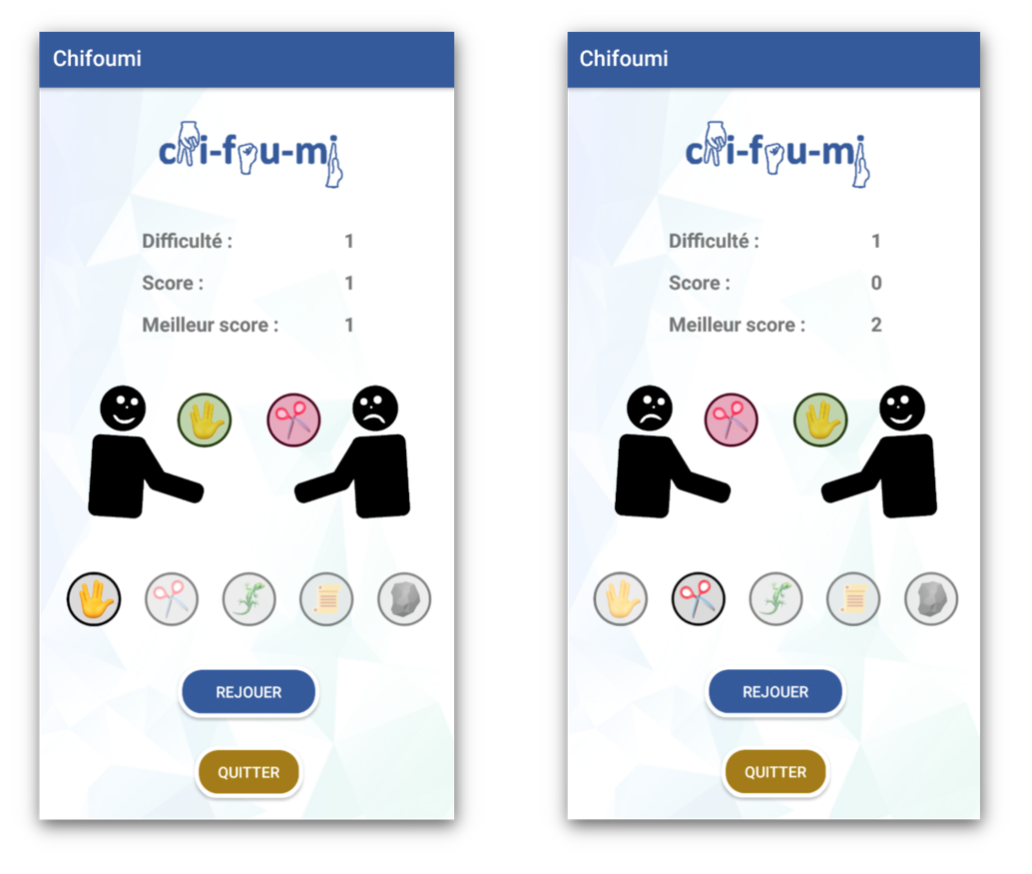 Chifoumi
chi-fou-mi
Difficulté : 1
Score : 1
Meilleur score : 1
REJOUER
QUITTER
Chifoumi
chi-fou-mi
Difficulté : 1
Score : 0
Meilleur score : 2
REJOUER
QUITTER